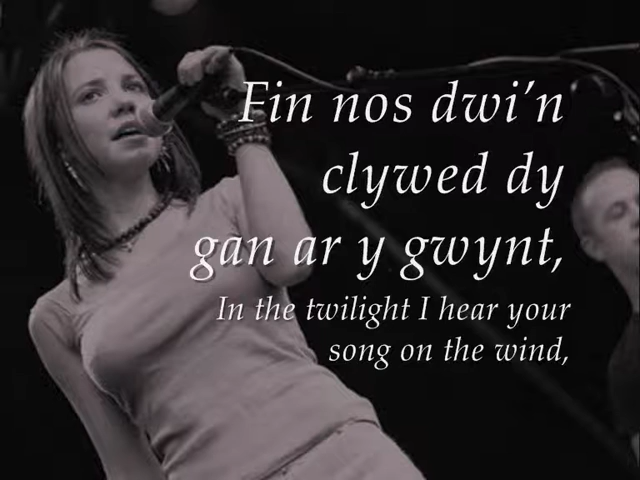 Fin nos dwi'n
clywed dy
gan ar y gwynt,
In the twilight I hear your
song on the wind,